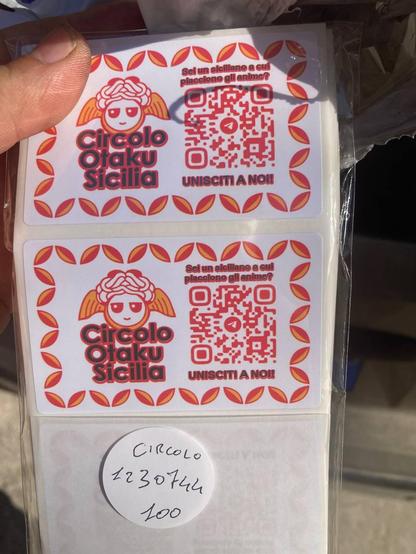 Sei un siciliano a cui
piacciono gli anime?
Circolo
Otaku
Sicilia
UNISCITI A NOI!
Sei un siciliano a cui
piacciono gli anime?
Circolo
Otaku
Sicilia
UNISCITI A NOI!
CIRCOLO
1230744
100